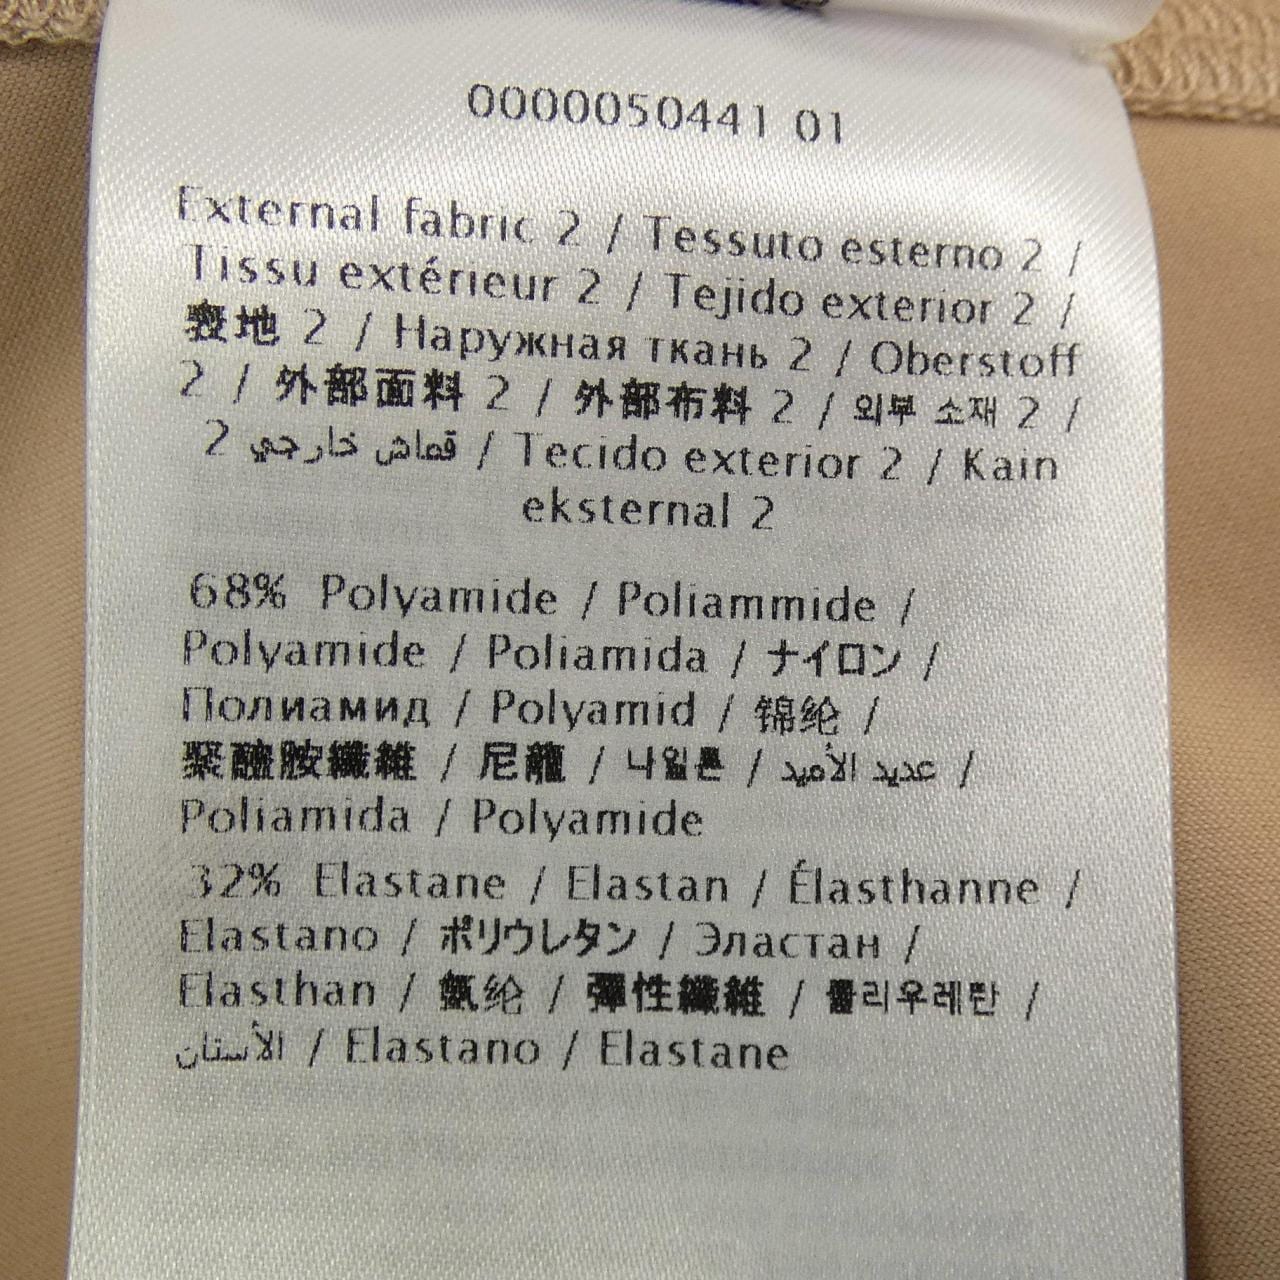 0000050441 01
External fabric 2 / Tessuto esterno 2 /
Tissu extérieur 2 / Tejido exterior 2 /
表地 2 / Наружная ткань 2 / Oberstoff
2 / 外部面料 2 / 外部布料 2 / 외부 소재 2 /
قماش خارجي 2 / Tecido exterior 2 / Kain
eksternal 2
68% Polyamide / Poliammide /
Polyamide / Poliamida / ナイロン /
Полиамид / Polyamid / 锦纶 /
聚醯胺纖維 / 尼龍 / 나일론 / عديد الأميد /
Poliamida / Polyamide
32% Elastane / Elastan / Élasthanne /
Elastano / ポリウレタン / Эластан /
Elasthan / 氨纶 / 彈性纖維 / 폴리우레탄 /
الأستان / Elastano / Elastane